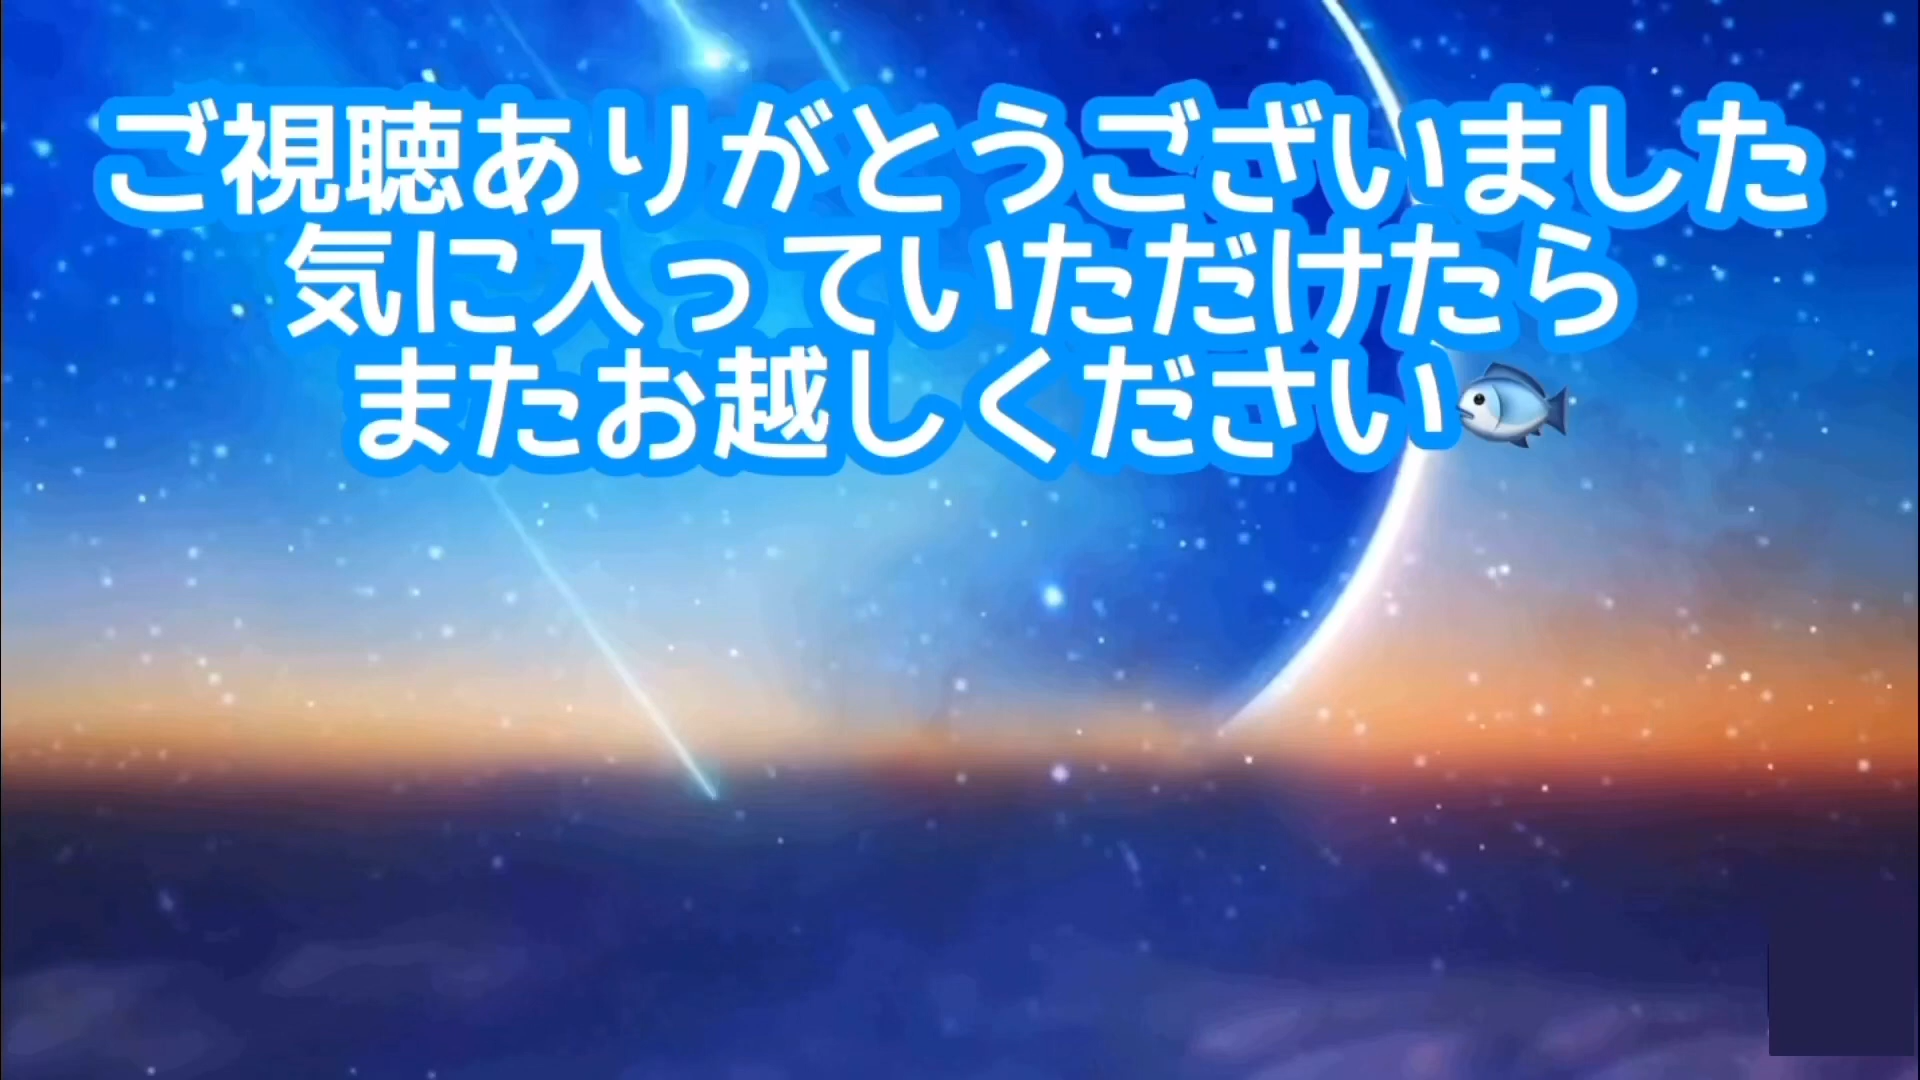 ご視聴ありがとうございました
気に入っていただけたら
またお越しください🐟